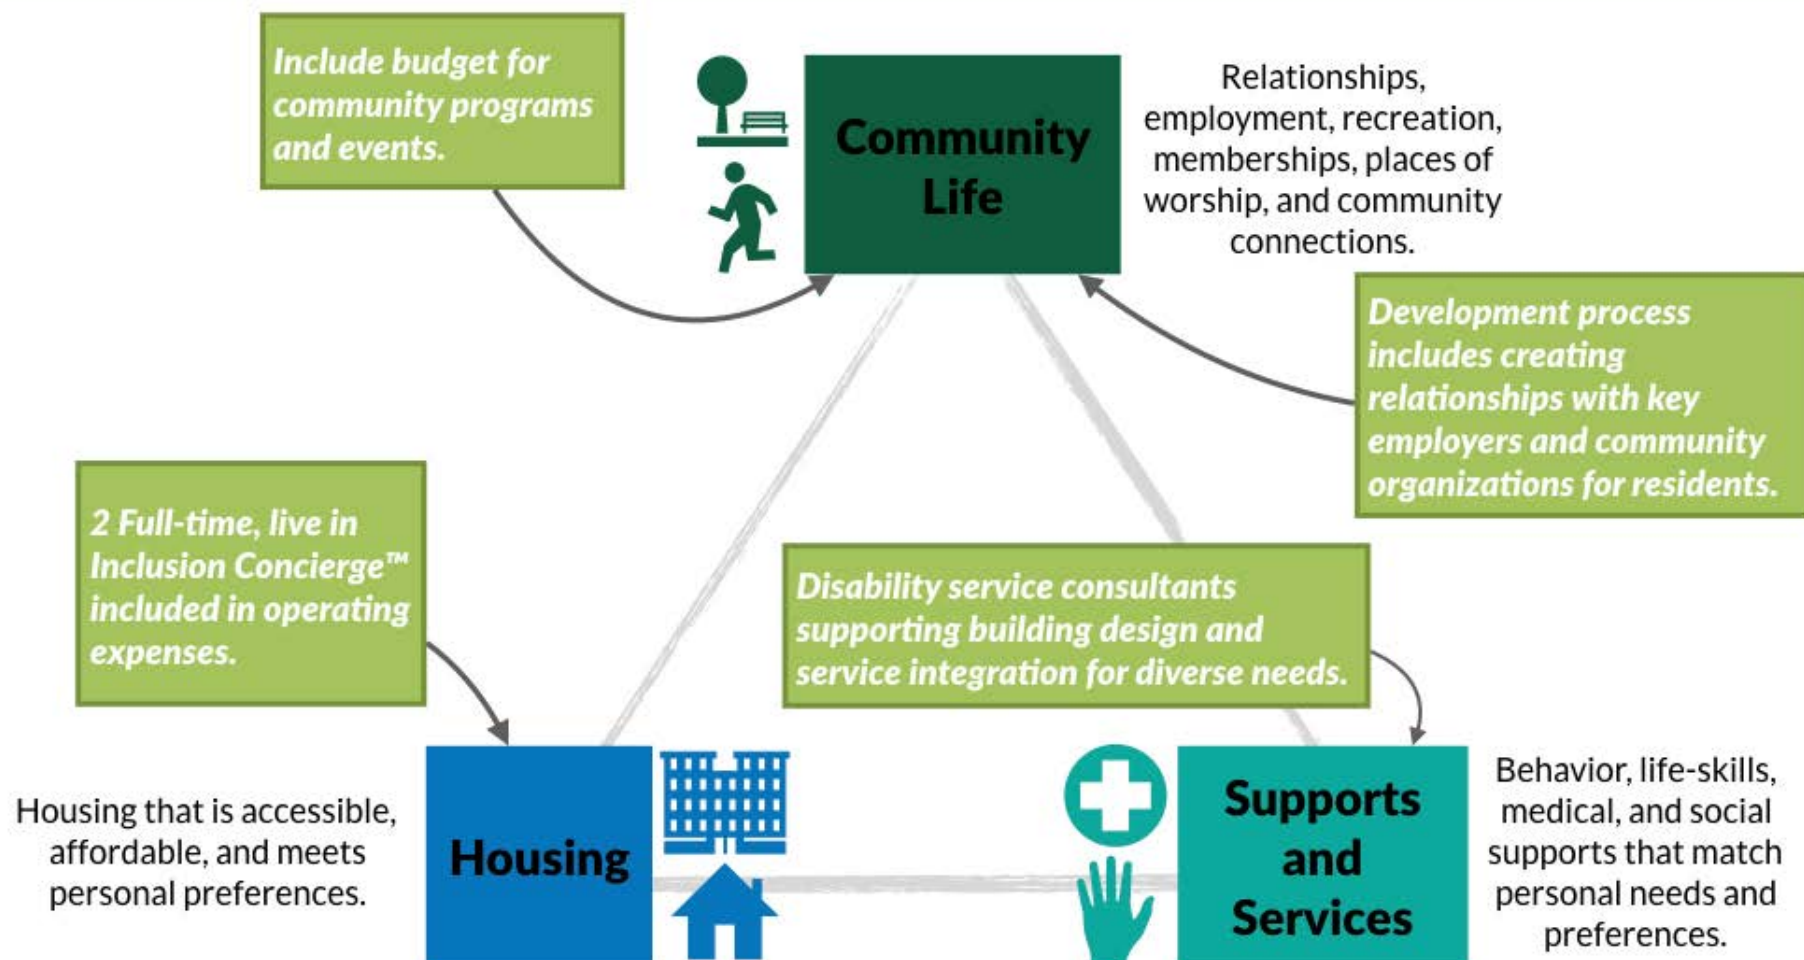 Include budget for
community programs
and events.
Community
Life
Relationships,
employment, recreation,
memberships, places of
worship, and community
connections.
Development process
includes creating
relationships with key
employers and community
organizations for residents.
2 Full-time, live in
Inclusion Concierge™
included in operating
expenses.
Disability service consultants
supporting building design and
service integration for diverse needs.
Housing that is accessible,
affordable, and meets
personal preferences.
Housing
Supports
and
Services
Behavior, life-skills,
medical, and social
supports that match
personal needs and
preferences.